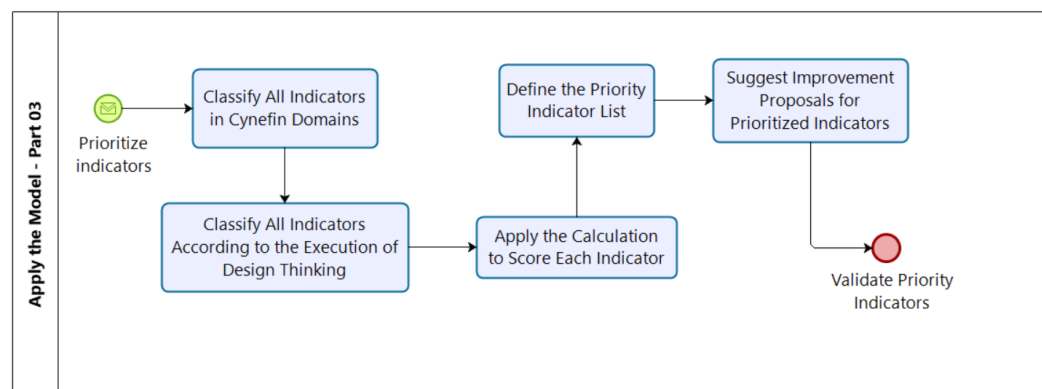 Apply the Model - Part 03
Prioritize
indicators
Classify All Indicators
in Cynefin Domains
Classify All Indicators
According to the Execution of
Design Thinking
Apply the Calculation
to Score Each Indicator
Define the Priority
Indicator List
Suggest Improvement
Proposals for
Prioritized Indicators
Validate Priority
Indicators